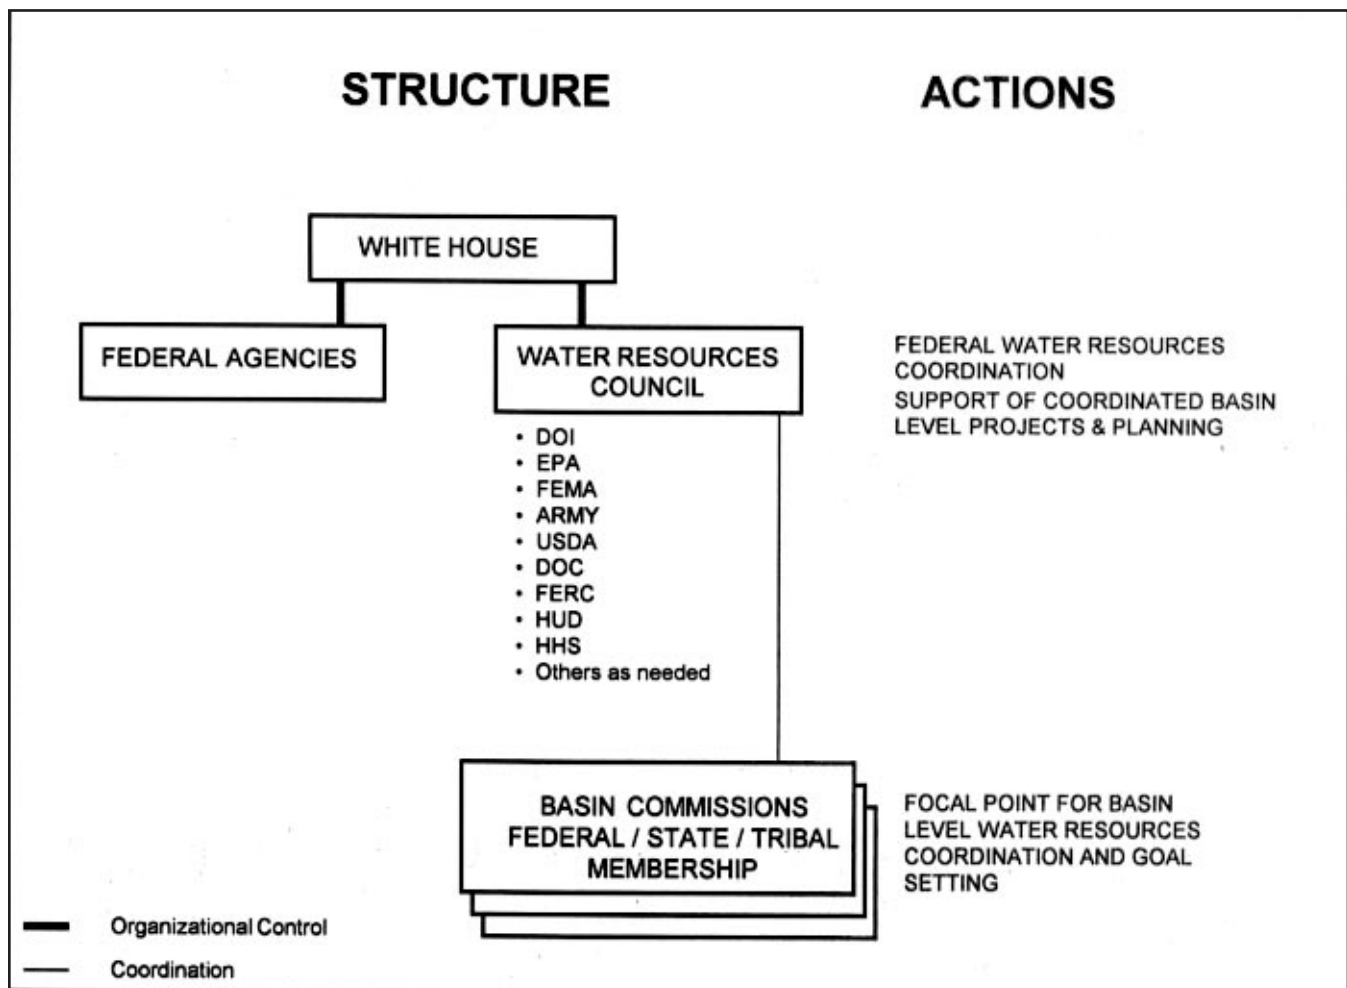 STRUCTURE
ACTIONS
WHITE HOUSE
FEDERAL AGENCIES
WATER RESOURCES
COUNCIL
FEDERAL WATER RESOURCES
COORDINATION
SUPPORT OF COORDINATED BASIN
LEVEL PROJECTS & PLANNING
• DOI
• EPA
• FEMA
• ARMY
• USDA
• DOC
• FERC
• HUD
• HHS
• Others as needed
BASIN COMMISSIONS
FEDERAL / STATE / TRIBAL
MEMBERSHIP
FOCAL POINT FOR BASIN
LEVEL WATER RESOURCES
COORDINATION AND GOAL
SETTING
Organizational Control
Coordination